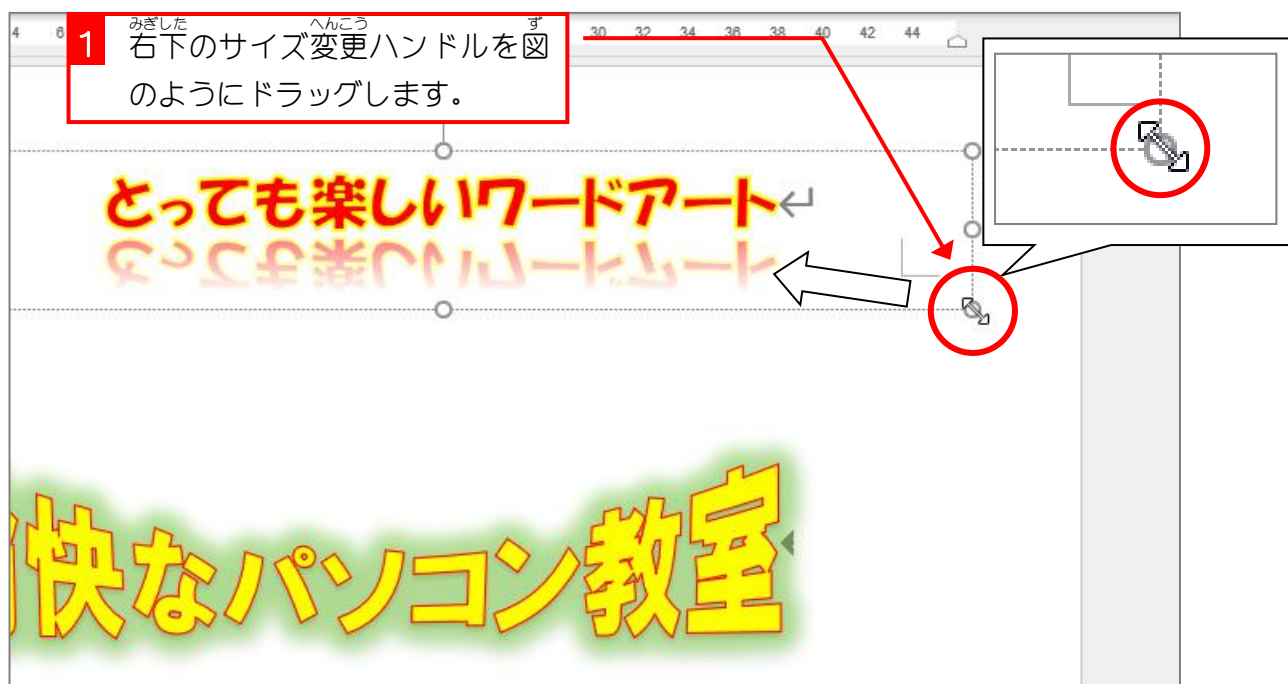 4 6 30 32 34 36 38 40 42 44
1 右下のサイズ変更ハンドルを図
みぎした へんこう ず
のようにドラッグします。
とっても楽しいワードアート↵
快なパソコン教室